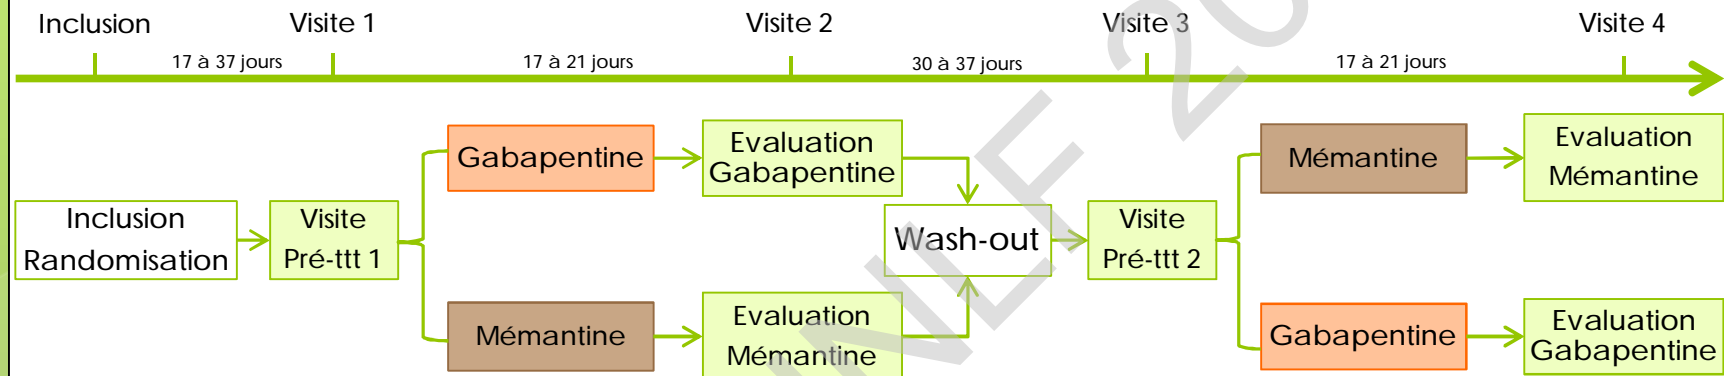 Inclusion
Visite 1
Visite 2
Visite 3
Visite 4
17 à 37 jours
17 à 21 jours
30 à 37 jours
17 à 21 jours
Inclusion
Randomisation
Visite
Pré-ttt 1
Gabapentine
Evaluation
Gabapentine
Mémantine
Evaluation
Mémantine
Wash-out
Visite
Pré-ttt 2
Mémantine
Evaluation
Mémantine
Gabapentine
Evaluation
Gabapentine